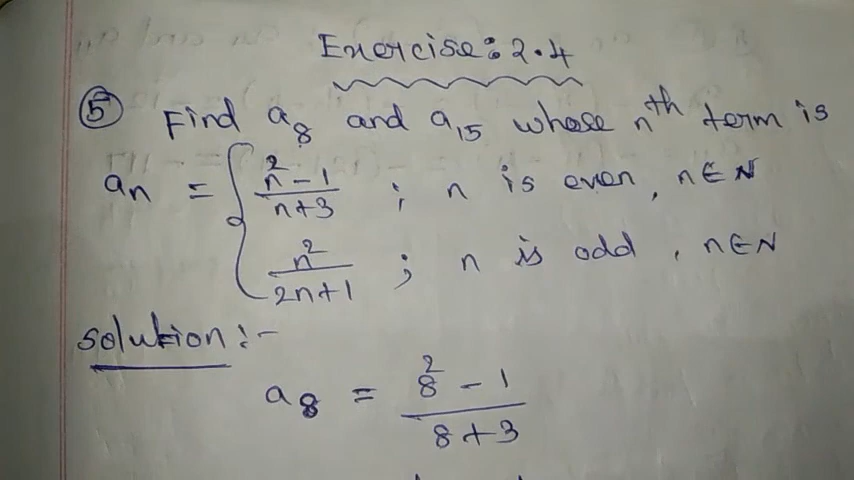 Exercise: 2.4
⑤ Find a₈ and a₁₅ whose nᵗʰ term is
aₙ = { (n² - 1)/(n+3) ; n is even, n∈N
n²/(2n+1) ; n is odd, n∈N
Solution :-
a₈ = (8² - 1)/(8+3)